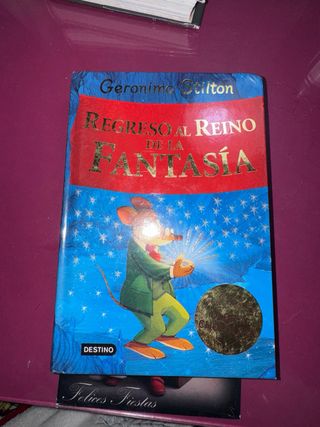 Geronimo Stilton
REGRESO AL REINO
DE LA
FANTASÍA
DESTINO
Felices Fiestas